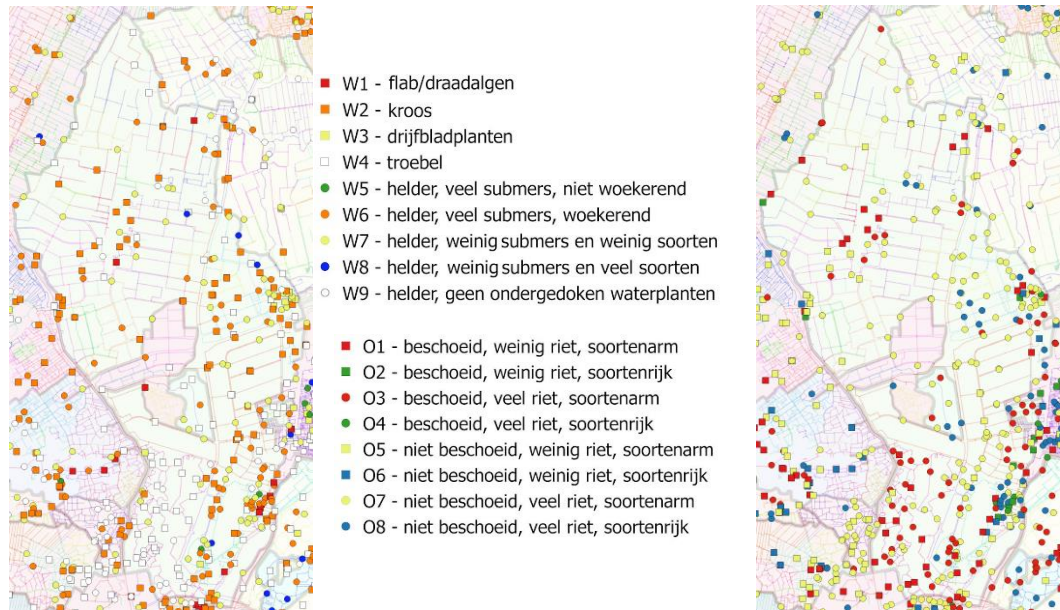 W1 - flab/draadalgen
W2 - kroos
W3 - drijfbladplanten
W4 - troebel
W5 - helder, veel submers, niet woekerend
W6 - helder, veel submers, woekerend
W7 - helder, weinig submers en weinig soorten
W8 - helder, weinig submers en veel soorten
W9 - helder, geen ondergedoken waterplanten
O1 - beschoeid, weinig riet, soortenarm
O2 - beschoeid, weinig riet, soortenrijk
O3 - beschoeid, veel riet, soortenarm
O4 - beschoeid, veel riet, soortenrijk
O5 - niet beschoeid, weinig riet, soortenarm
O6 - niet beschoeid, weinig riet, soortenrijk
O7 - niet beschoeid, veel riet, soortenarm
O8 - niet beschoeid, veel riet, soortenrijk